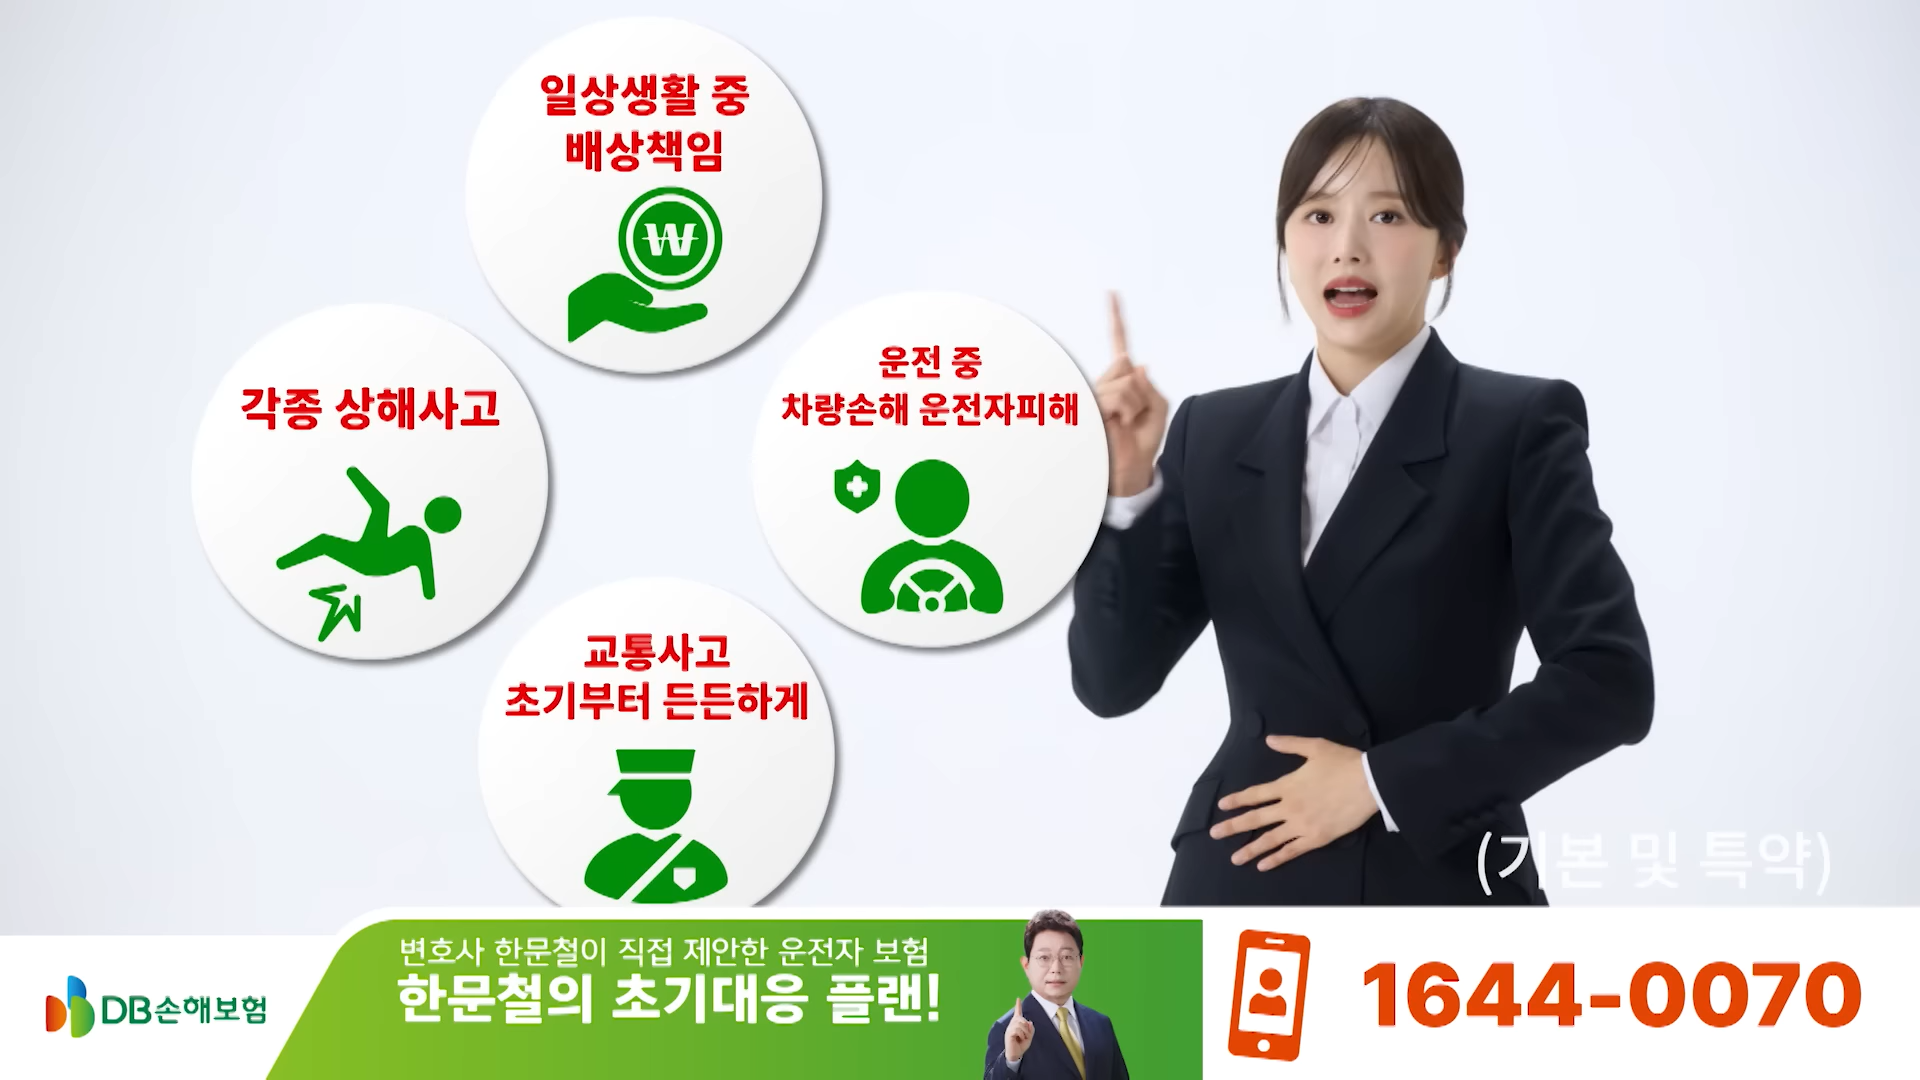 일상생활 중
배상책임
₩
각종 상해사고
운전 중
차량손해 운전자피해
교통사고
초기부터 든든하게
(기본 및 특약)
DB손해보험
변호사 한문철이 직접 제안한 운전자 보험
한문철의 초기대응 플랜!
1644-0070